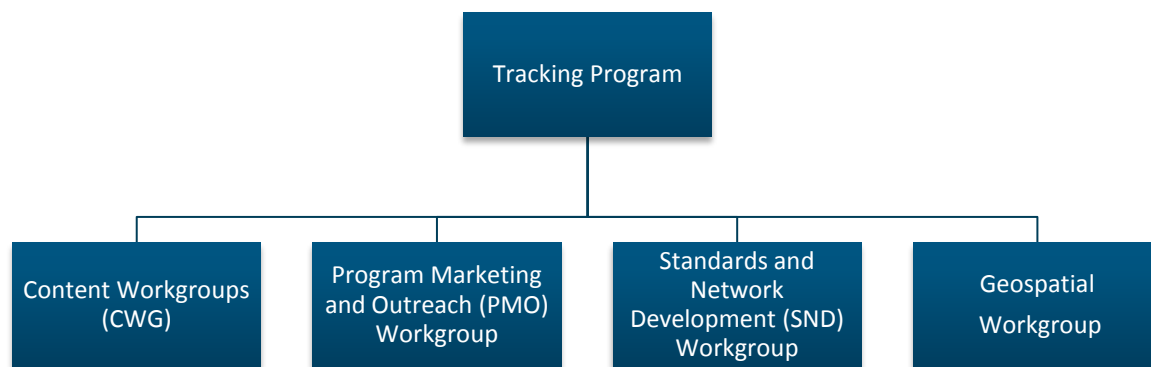 Tracking Program
Content Workgroups
(CWG)
Program Marketing
and Outreach (PMO)
Workgroup
Standards and
Network
Development (SND)
Workgroup
Geospatial
Workgroup